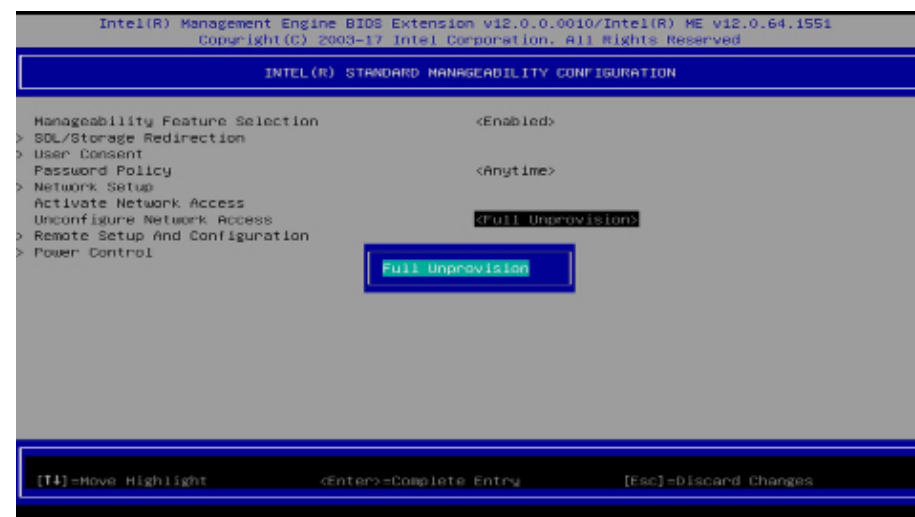 Intel(R) Management Engine BIOS Extension v12.0.0.0010/Intel(R) ME v12.0.64.1551
Copyright(C) 2003-17 Intel Corporation. All Rights Reserved
INTEL(R) STANDARD MANAGEABILITY CONFIGURATION
Manageability Feature Selection <Enabled>
> SOL/Storage Redirection
> User Consent
Password Policy <Anytime>
> Network Setup
Activate Network Access
Unconfigure Network Access <Full Unprovision>
> Remote Setup And Configuration
> Power Control
Full Unprovision
[↑↓]=Move Highlight <Enter>=Complete Entry [Esc]=Discard Changes